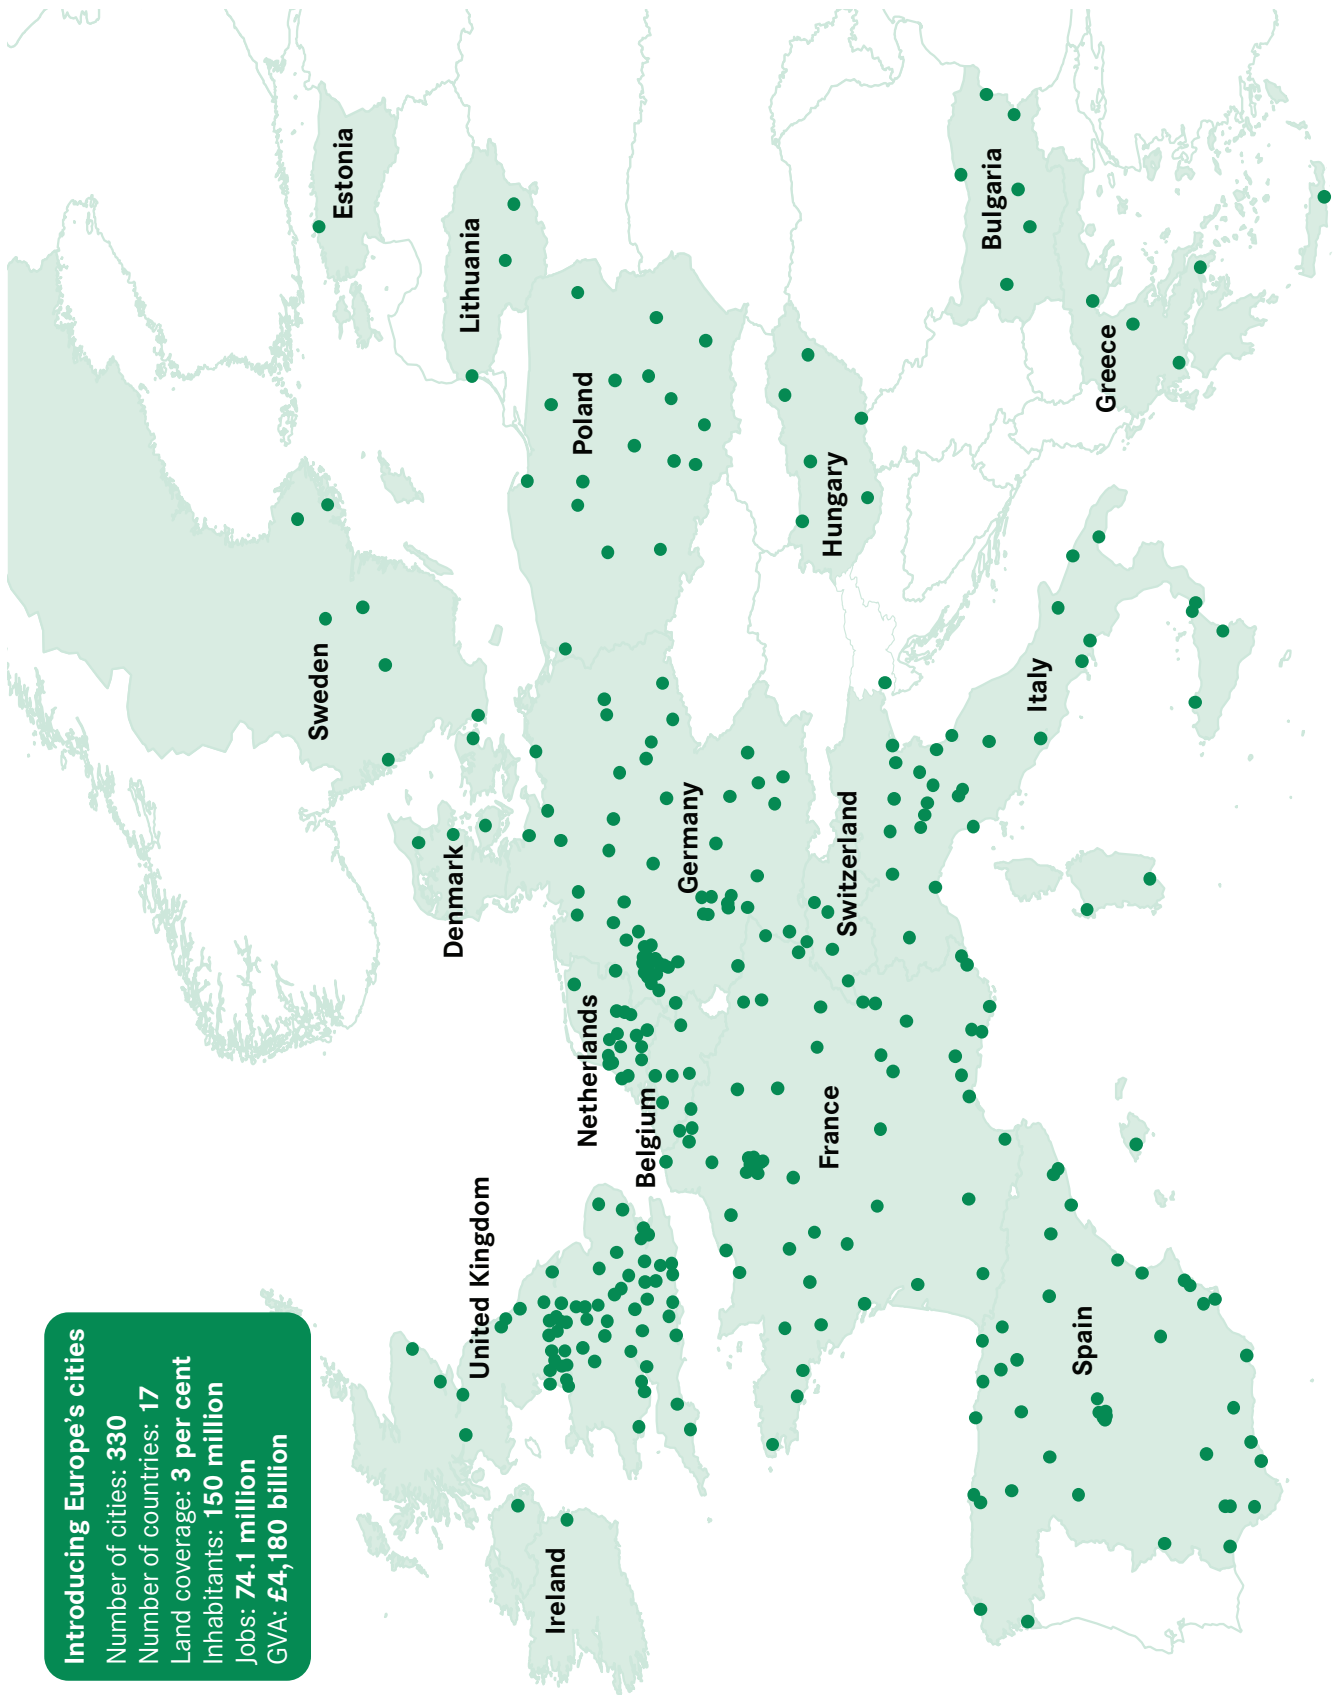 Introducing Europe's cities
Number of cities: 330
Number of countries: 17
Land coverage: 3 per cent
Inhabitants: 150 million
Jobs: 74.1 million
GVA: £4,180 billion
Ireland
United Kingdom
Spain
France
Belgium
Netherlands
Switzerland
Germany
Denmark
Sweden
Italy
Hungary
Poland
Greece
Lithuania
Bulgaria
Estonia